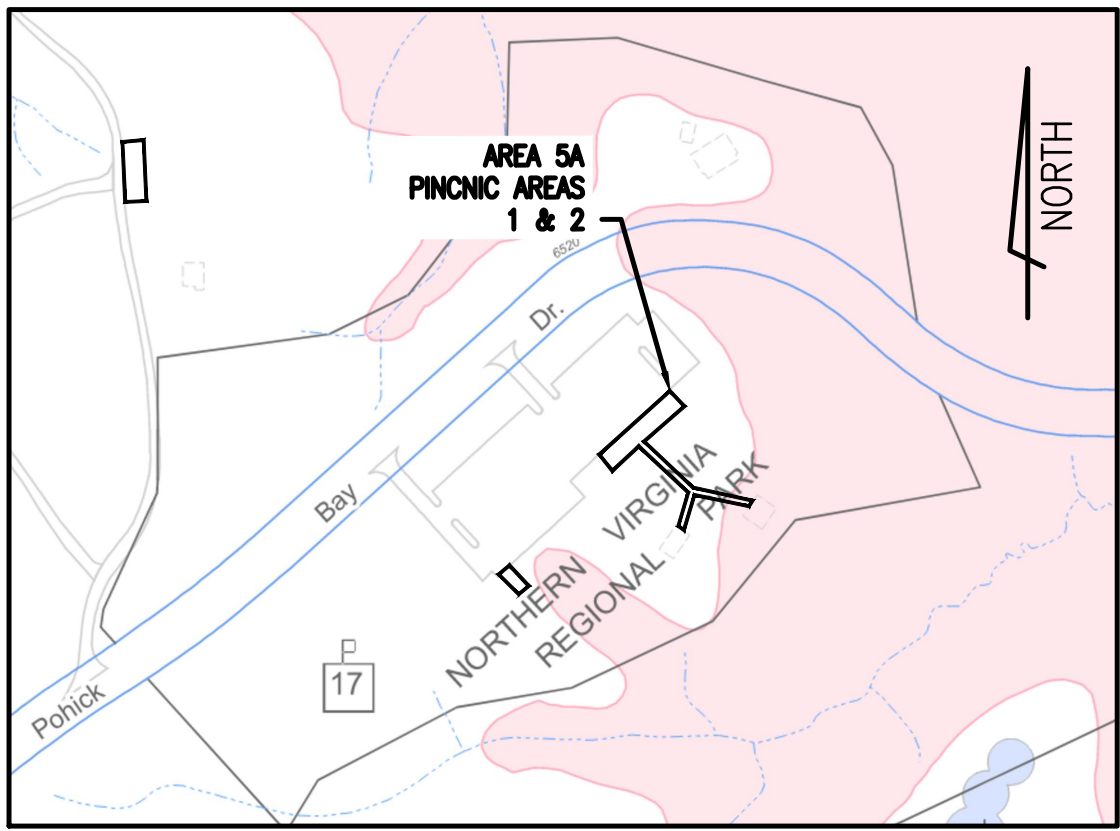 AREA 5A
PINCNIC AREAS
1 & 2
NORTH
6520
Dr.
Bay
Pohick
VIRGINIA
PARK
NORTHERN
REGIONAL
P
17